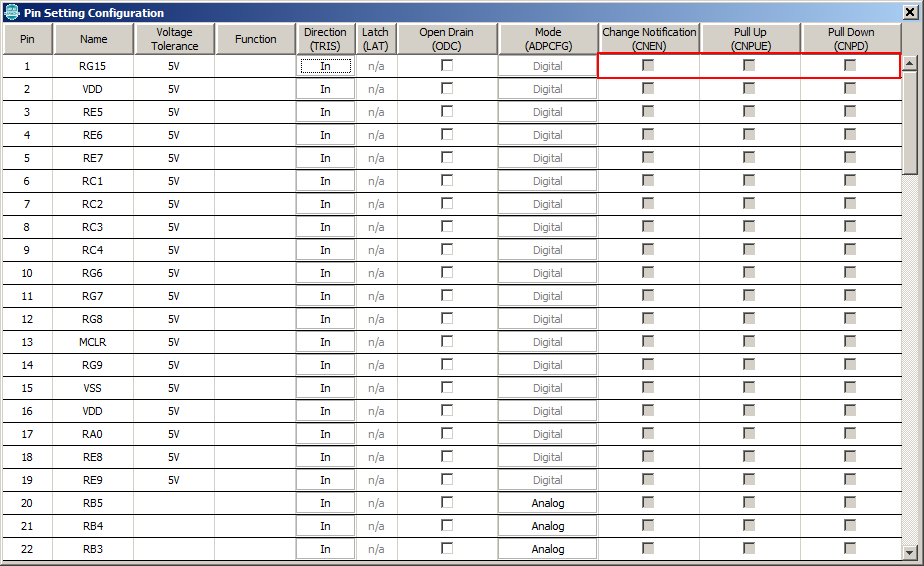 Pin Setting Configuration
Pin Name Voltage Tolerance Function Direction (TRIS) Latch (LAT) Open Drain (ODC) Mode (ADPCFG) Change Notification (CNEN) Pull Up (CNPUE) Pull Down (CNPD)
1 RG15 5V In n/a Digital
2 VDD 5V In n/a Digital
3 RE5 5V In n/a Digital
4 RE6 5V In n/a Digital
5 RE7 5V In n/a Digital
6 RC1 5V In n/a Digital
7 RC2 5V In n/a Digital
8 RC3 5V In n/a Digital
9 RC4 5V In n/a Digital
10 RG6 5V In n/a Digital
11 RG7 5V In n/a Digital
12 RG8 5V In n/a Digital
13 MCLR 5V In n/a Digital
14 RG9 5V In n/a Digital
15 VSS 5V In n/a Digital
16 VDD 5V In n/a Digital
17 RA0 5V In n/a Digital
18 RE8 5V In n/a Digital
19 RE9 5V In n/a Digital
20 RB5 In n/a Analog
21 RB4 In n/a Analog
22 RB3 In n/a Analog